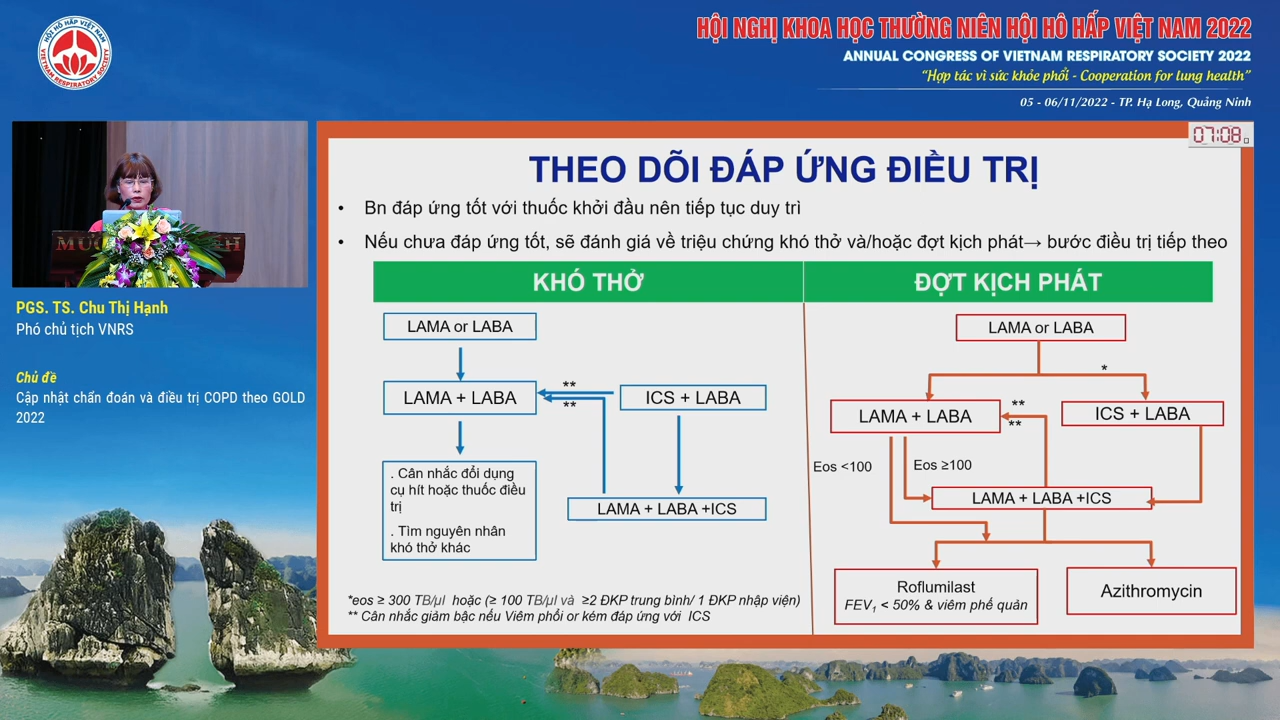 HỘI HÔ HẤP VIỆT NAM
VIETNAM RESPIRATORY SOCIETY
HỘI NGHỊ KHOA HỌC THƯỜNG NIÊN HỘI HÔ HẤP VIỆT NAM 2022
ANNUAL CONGRESS OF VIETNAM RESPIRATORY SOCIETY 2022
“Hợp tác vì sức khỏe phổi - Cooperation for lung health”
05 - 06/11/2022 - TP. Hạ Long, Quảng Ninh
07:08
PGS. TS. Chu Thị Hạnh
Phó chủ tịch VNRS
Chủ đề
Cập nhật chẩn đoán và điều trị COPD theo GOLD
2022
THEO DÕI ĐÁP ỨNG ĐIỀU TRỊ
• Bn đáp ứng tốt với thuốc khởi đầu nên tiếp tục duy trì
• Nếu chưa đáp ứng tốt, sẽ đánh giá về triệu chứng khó thở và/hoặc đợt kịch phát→ bước điều trị tiếp theo
KHÓ THỞ
LAMA or LABA
LAMA + LABA
**
**
ICS + LABA
. Cân nhắc đổi dụng
cụ hít hoặc thuốc điều
trị
. Tìm nguyên nhân
khó thở khác
LAMA + LABA +ICS
ĐỢT KỊCH PHÁT
LAMA or LABA
*
LAMA + LABA
**
**
ICS + LABA
Eos <100
Eos ≥100
LAMA + LABA +ICS
Roflumilast
FEV₁ < 50% & viêm phế quản
Azithromycin
*eos ≥ 300 TB/µl hoặc (≥ 100 TB/µl và ≥2 ĐKP trung bình/ 1 ĐKP nhập viện)
** Cân nhắc giảm bậc nếu Viêm phổi or kém đáp ứng với ICS